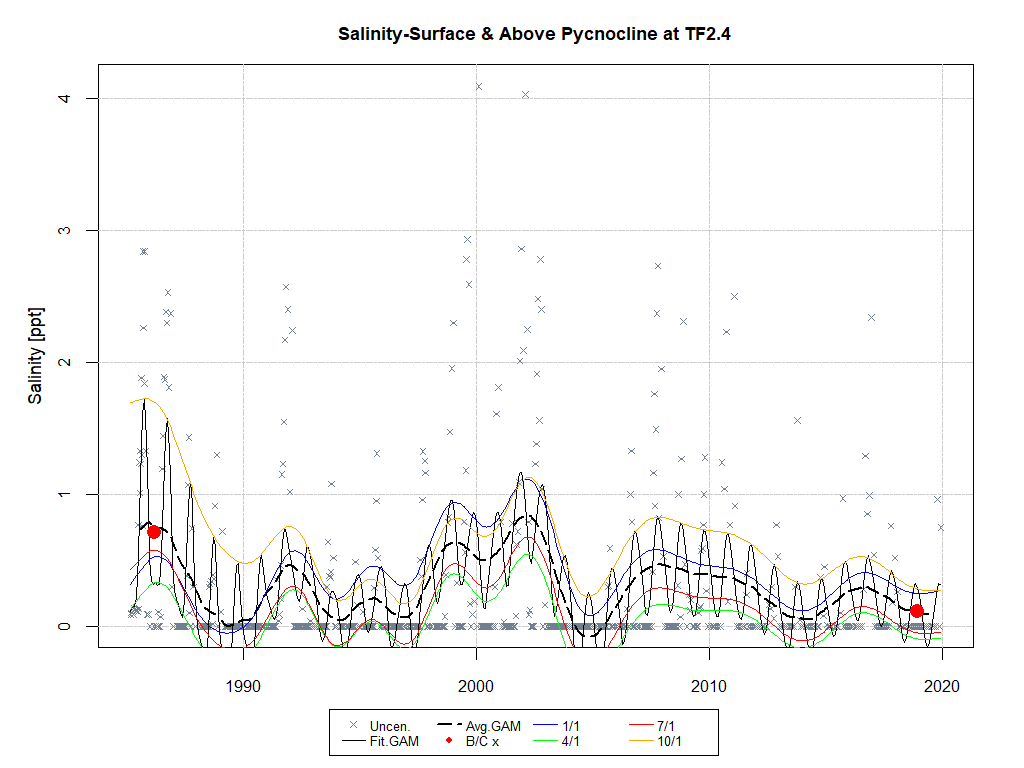 Salinity-Surface & Above Pycnocline at TF2.4
Salinity [ppt]
4
3
2
1
0
1990 2000 2010 2020
Uncen. Avg.GAM 1/1 7/1
Fit.GAM B/C x 4/1 10/1